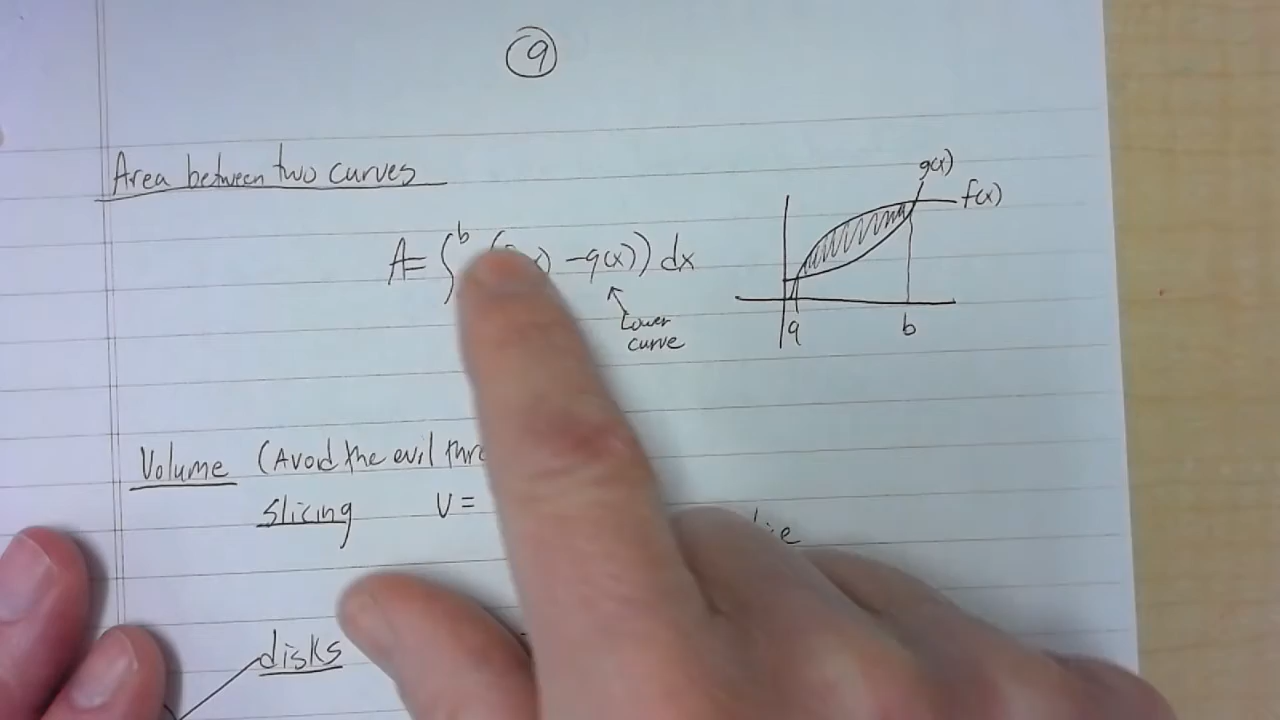 9
Area between two curves
g(x)
f(x)
A = ∫ᵇ ( x) - g(x)) dx
Lower
curve
a b
Volume (Avoid the evil
slicing V =
disks